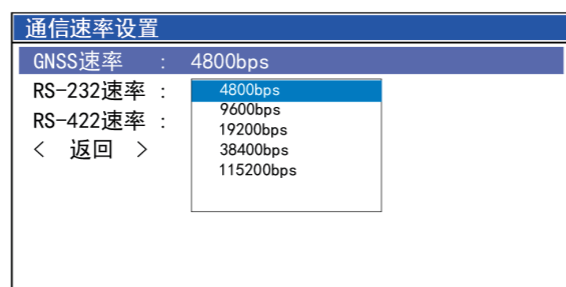 通信速率设置
GNSS速率 : 4800bps
RS-232速率 :
RS-422速率 :
< 返回 >
4800bps
9600bps
19200bps
38400bps
115200bps